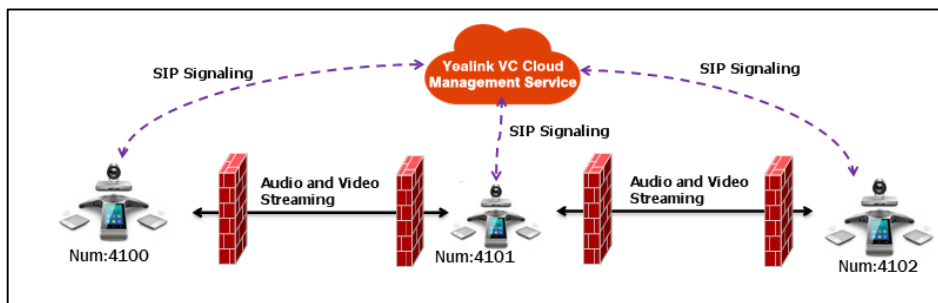 Yealink VC Cloud
Management Service
SIP Signaling
SIP Signaling
SIP Signaling
Audio and Video
Streaming
Audio and Video
Streaming
Num:4100
Num:4101
Num:4102